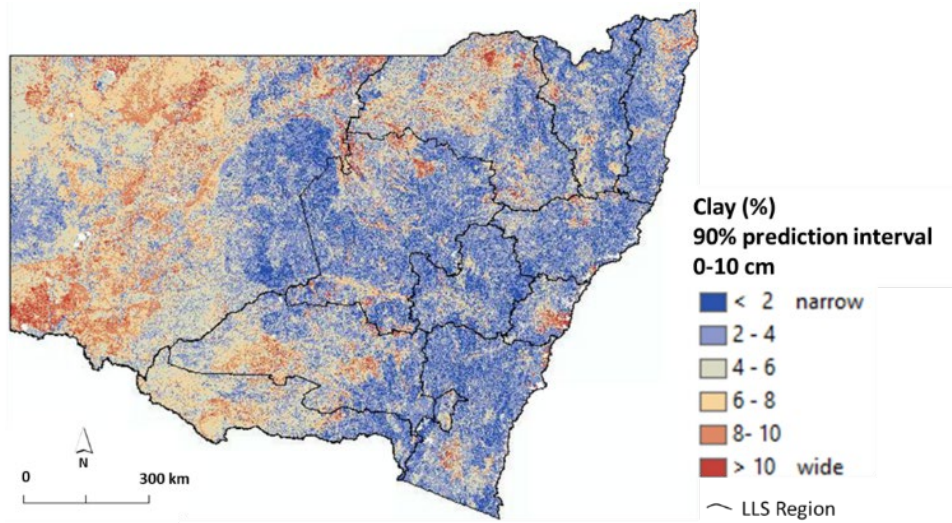 Clay (%)
90% prediction interval
0-10 cm
< 2 narrow
2 - 4
4 - 6
6 - 8
8- 10
> 10 wide
LLS Region
N
0 300 km